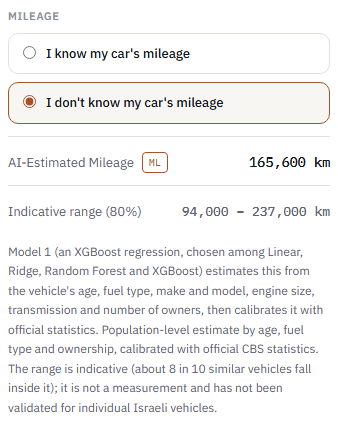 MILEAGE
I know my car's mileage
I don't know my car's mileage
AI-Estimated Mileage ML 165,600 km
Indicative range (80%) 94,000 – 237,000 km
Model 1 (an XGBoost regression, chosen among Linear,
Ridge, Random Forest and XGBoost) estimates this from
the vehicle's age, fuel type, make and model, engine size,
transmission and number of owners, then calibrates it with
official statistics. Population-level estimate by age, fuel
type and ownership, calibrated with official CBS statistics.
The range is indicative (about 8 in 10 similar vehicles fall
inside it); it is not a measurement and has not been
validated for individual Israeli vehicles.